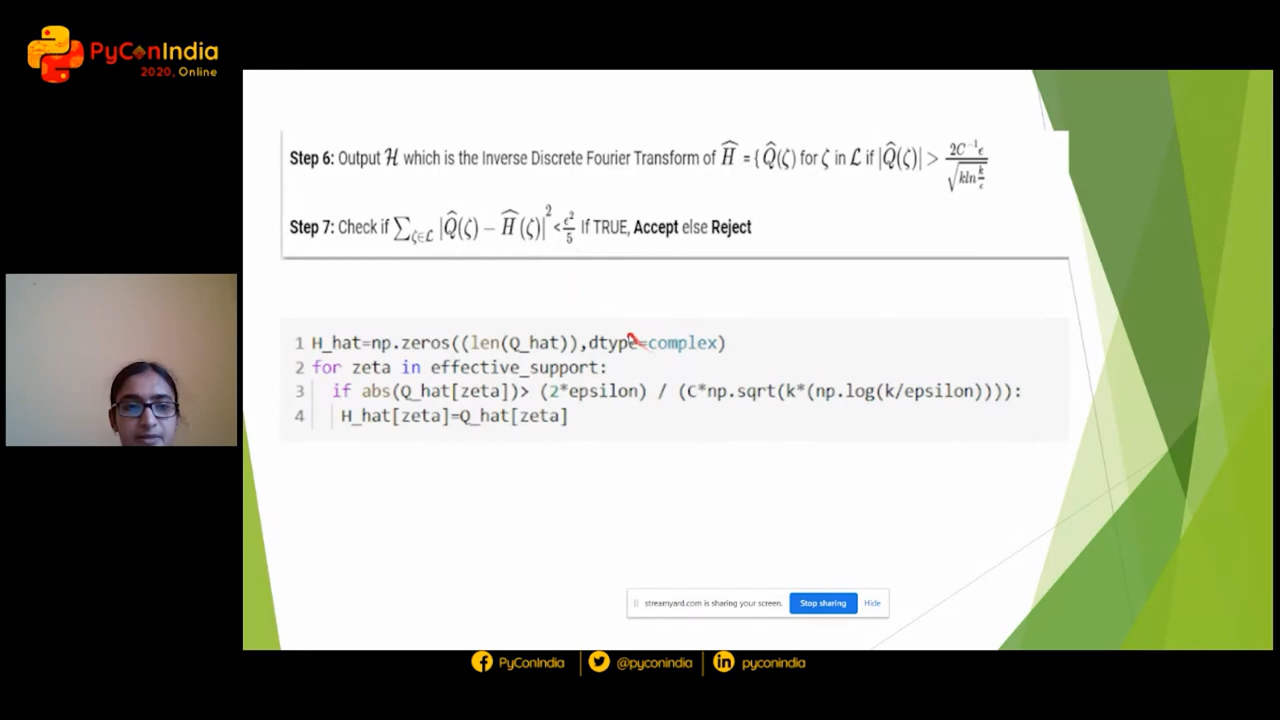 PyConIndia
2020, Online
Step 6: Output ℋ which is the Inverse Discrete Fourier Transform of Ĥ = { Q̂(ζ) for ζ in ℒ if |Q̂(ζ)| > 2C⁻¹ϵ / √(kln k/ϵ)
Step 7: Check if ∑ζ∈ℒ |Q̂(ζ) − Ĥ(ζ)|² < ϵ²/5 If TRUE, Accept else Reject
1 H_hat=np.zeros((len(Q_hat)),dtype=complex)
2 for zeta in effective_support:
3 if abs(Q_hat[zeta])> (2*epsilon) / (C*np.sqrt(k*(np.log(k/epsilon)))):
4 H_hat[zeta]=Q_hat[zeta]
streamyard.com is sharing your screen. Stop sharing Hide
PyConIndia @pyconindia pyconindia